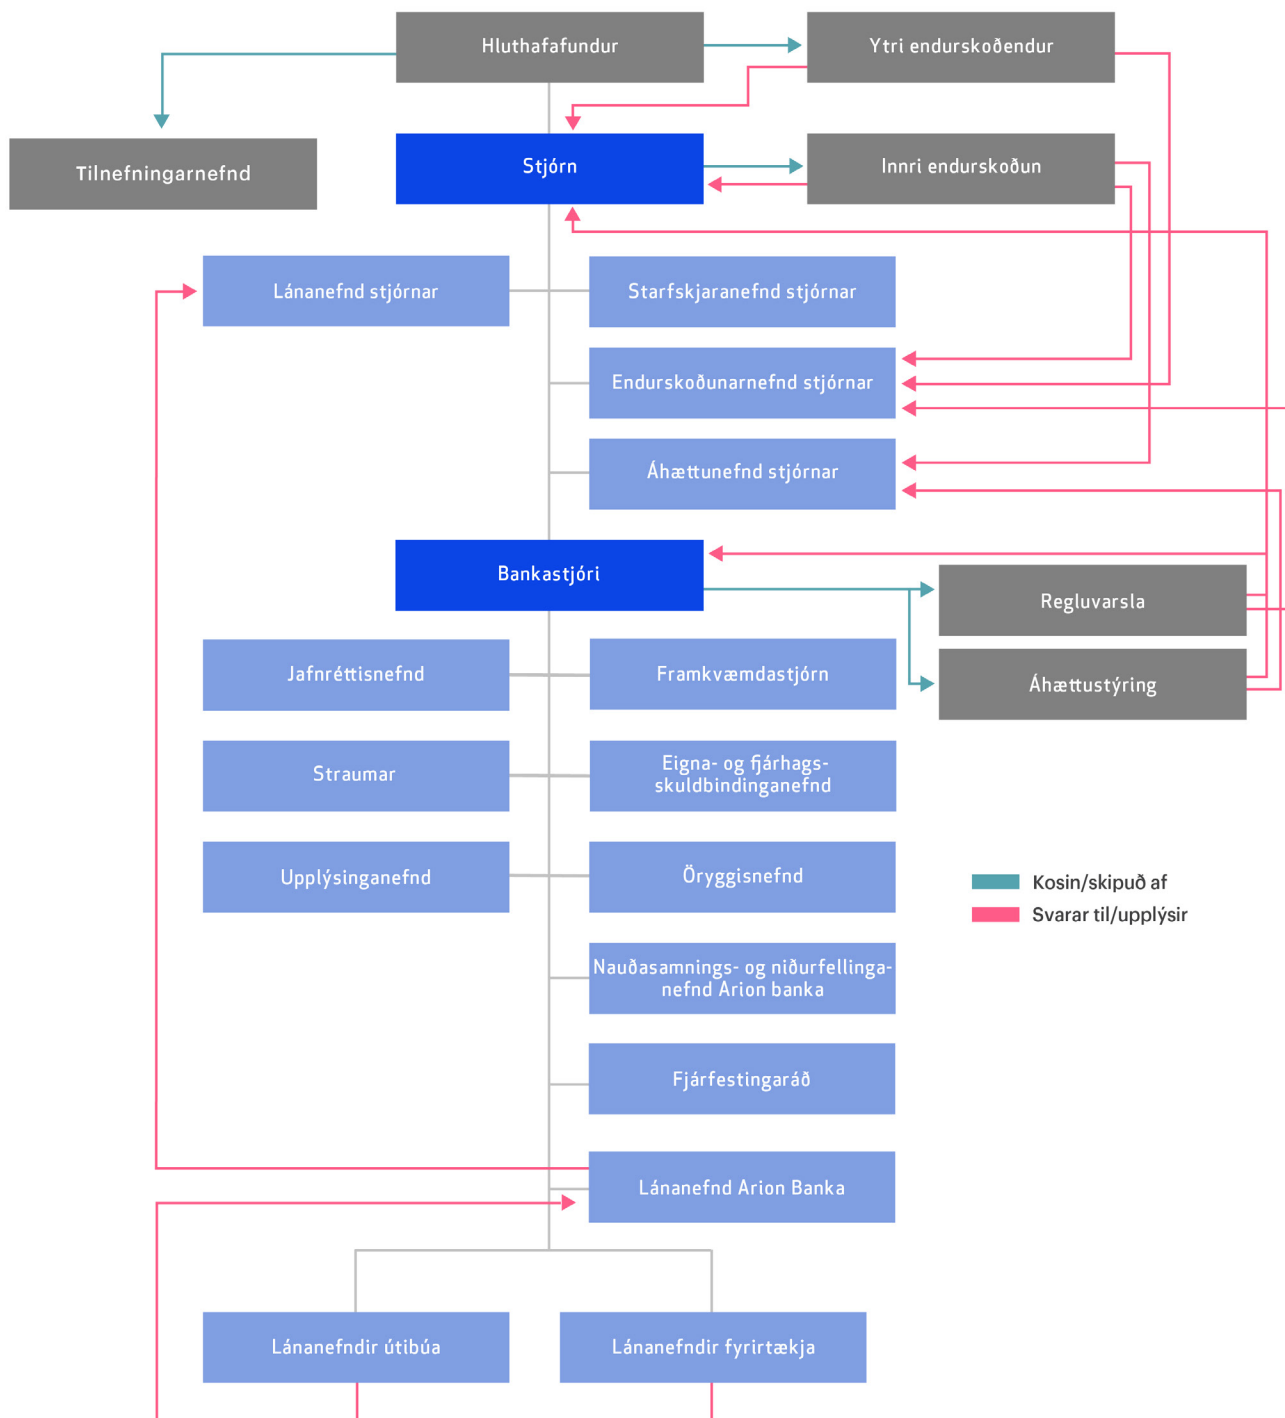 Hluthafafundur
Ytri endurskoðendur
Tilnefningarnefnd
Stjórn
Innri endurskoðun
Lánanefnd stjórnar
Starfskjaranefnd stjórnar
Endurskoðunarnefnd stjórnar
Áhættunefnd stjórnar
Bankastjóri
Regluvarsla
Áhættustýring
Jafnréttisnefnd
Framkvæmdastjórn
Straumar
Eigna- og fjárhags-
skuldbindinganefnd
Upplýsinganefnd
Öryggisnefnd
Kosin/skipuð af
Svarar til/upplýsir
Nauðasamnings- og niðurfellinga-
nefnd Arion banka
Fjárfestingaráð
Lánanefnd Arion Banka
Lánanefndir útibúa
Lánanefndir fyrirtækja